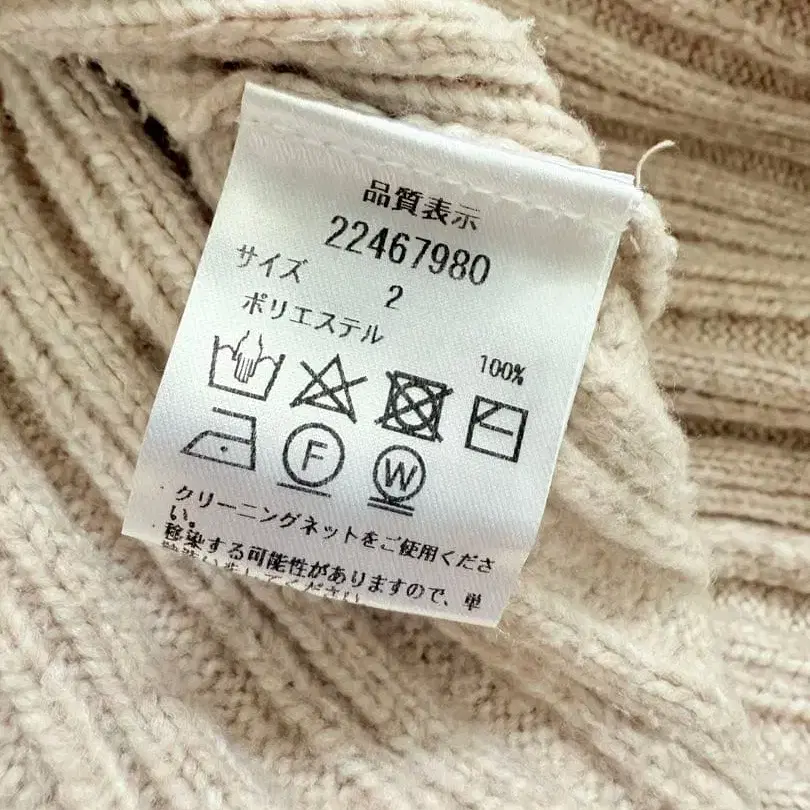 品質表示
22467980
サイズ 2
ポリエステル
100%
F W
クリーニングネットをご使用くださ
い。
移染する可能性がありますので、単